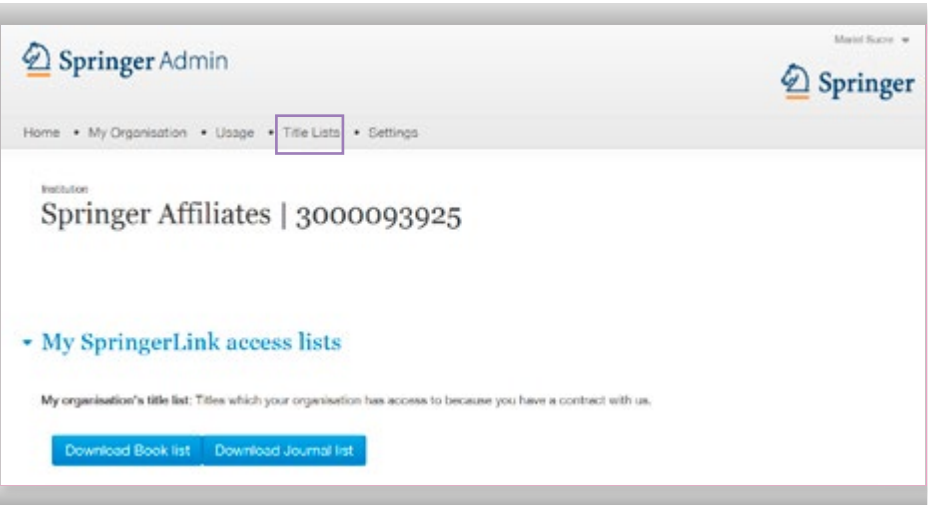 Mariel Sucre
Springer Admin
Springer
Home • My Organisation • Usage • Title Lists • Settings
Institution
Springer Affiliates | 3000093925
My SpringerLink access lists
My organisation's title list: Titles which your organisation has access to because you have a contract with us.
Download Book list Download Journal list